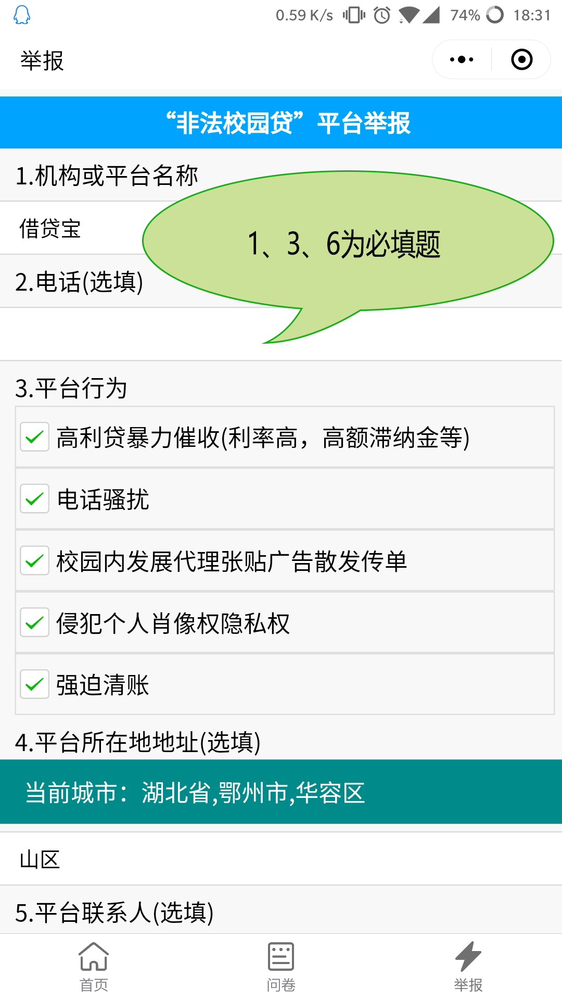 0.59 K/s 74% 18:31
举报
“非法校园贷”平台举报
1.机构或平台名称
借贷宝
1、3、6为必填题
2.电话(选填)
3.平台行为
高利贷暴力催收(利率高，高额滞纳金等)
电话骚扰
校园内发展代理张贴广告散发传单
侵犯个人肖像权隐私权
强迫清账
4.平台所在地地址(选填)
当前城市：湖北省,鄂州市,华容区
山区
5.平台联系人(选填)
首页 问卷 举报